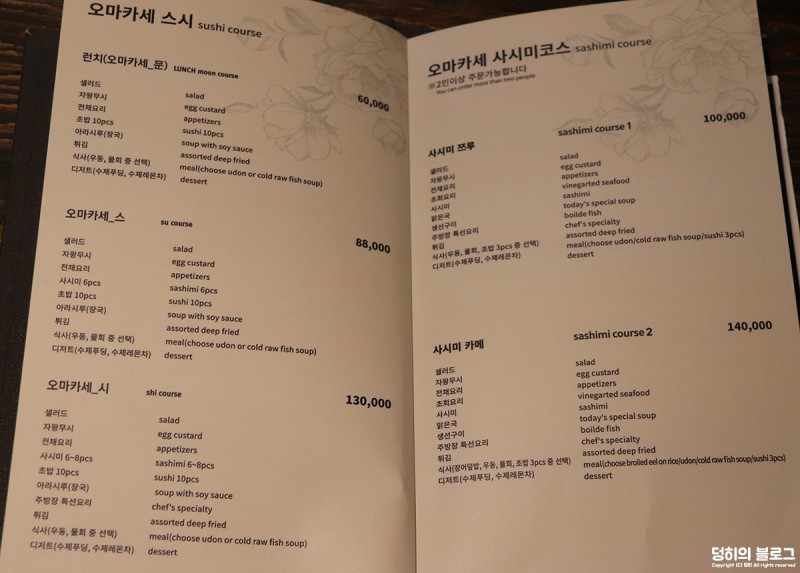 오마카세 스시 sushi course
런치(오마카세_문) LUNCH moon course
60,000
샐러드 salad
자왕무시 egg custard
전채요리 appetizers
초밥 10pcs sushi 10pcs
아라시루(장국) soup with soy sauce
튀김 assorted deep fried
식사(우동, 물회 중 선택) meal(choose udon or cold raw fish soup)
디저트(수제푸딩, 수제레몬차) dessert
오마카세_스 su course 88,000
샐러드 salad
자왕무시 egg custard
전채요리 appetizers
사시미 6pcs sashimi 6pcs
초밥 10pcs sushi 10pcs
아라시루(장국) soup with soy sauce
튀김 assorted deep fried
식사(우동, 물회 중 선택) meal(choose udon or cold raw fish soup)
디저트(수제푸딩, 수제레몬차) dessert
오마카세_시 shi course 130,000
샐러드 salad
자왕무시 egg custard
전채요리 appetizers
사시미 6~8pcs sashimi 6~8pcs
초밥 10pcs sushi 10pcs
아라시루(장국) soup with soy sauce
주방장 특선요리 chef's specialty
튀김 assorted deep fried
식사(우동, 물회 중 선택) meal(choose udon or cold raw fish soup)
디저트(수제푸딩, 수제레몬차) dessert
오마카세 사시미코스 sashimi course
※2인이상 주문가능합니다
You can order more than two people
사시미 쯔루 sashimi course 1 100,000
샐러드 salad
자왕무시 egg custard
전채요리 appetizers
초회요리 vinegarted seafood
사시미 sashimi
맑은국 today's special soup
생선구이 boilde fish
주방장 특선요리 chef's specialty
튀김 assorted deep fried
식사(우동, 물회, 초밥 3pcs 중 선택) meal(choose udon/cold raw fish soup/sushi 3pcs)
디저트(수제푸딩, 수제레몬차) dessert
사시미 카메 sashimi course 2 140,000
샐러드 salad
자왕무시 egg custard
전채요리 appetizers
초회요리 vinegarted seafood
사시미 sashimi
맑은국 today's special soup
생선구이 boilde fish
주방장 특선요리 chef's specialty
튀김 assorted deep fried
식사(장어덮밥, 우동, 물회, 초밥 3pcs 중 선택) meal(choose broiled eel on rice/udon/cold raw fish soup/sushi 3pcs)
디저트(수제푸딩, 수제레몬차) dessert
덩히의 블로그
Copyright (C) 덩히 All rights reserved